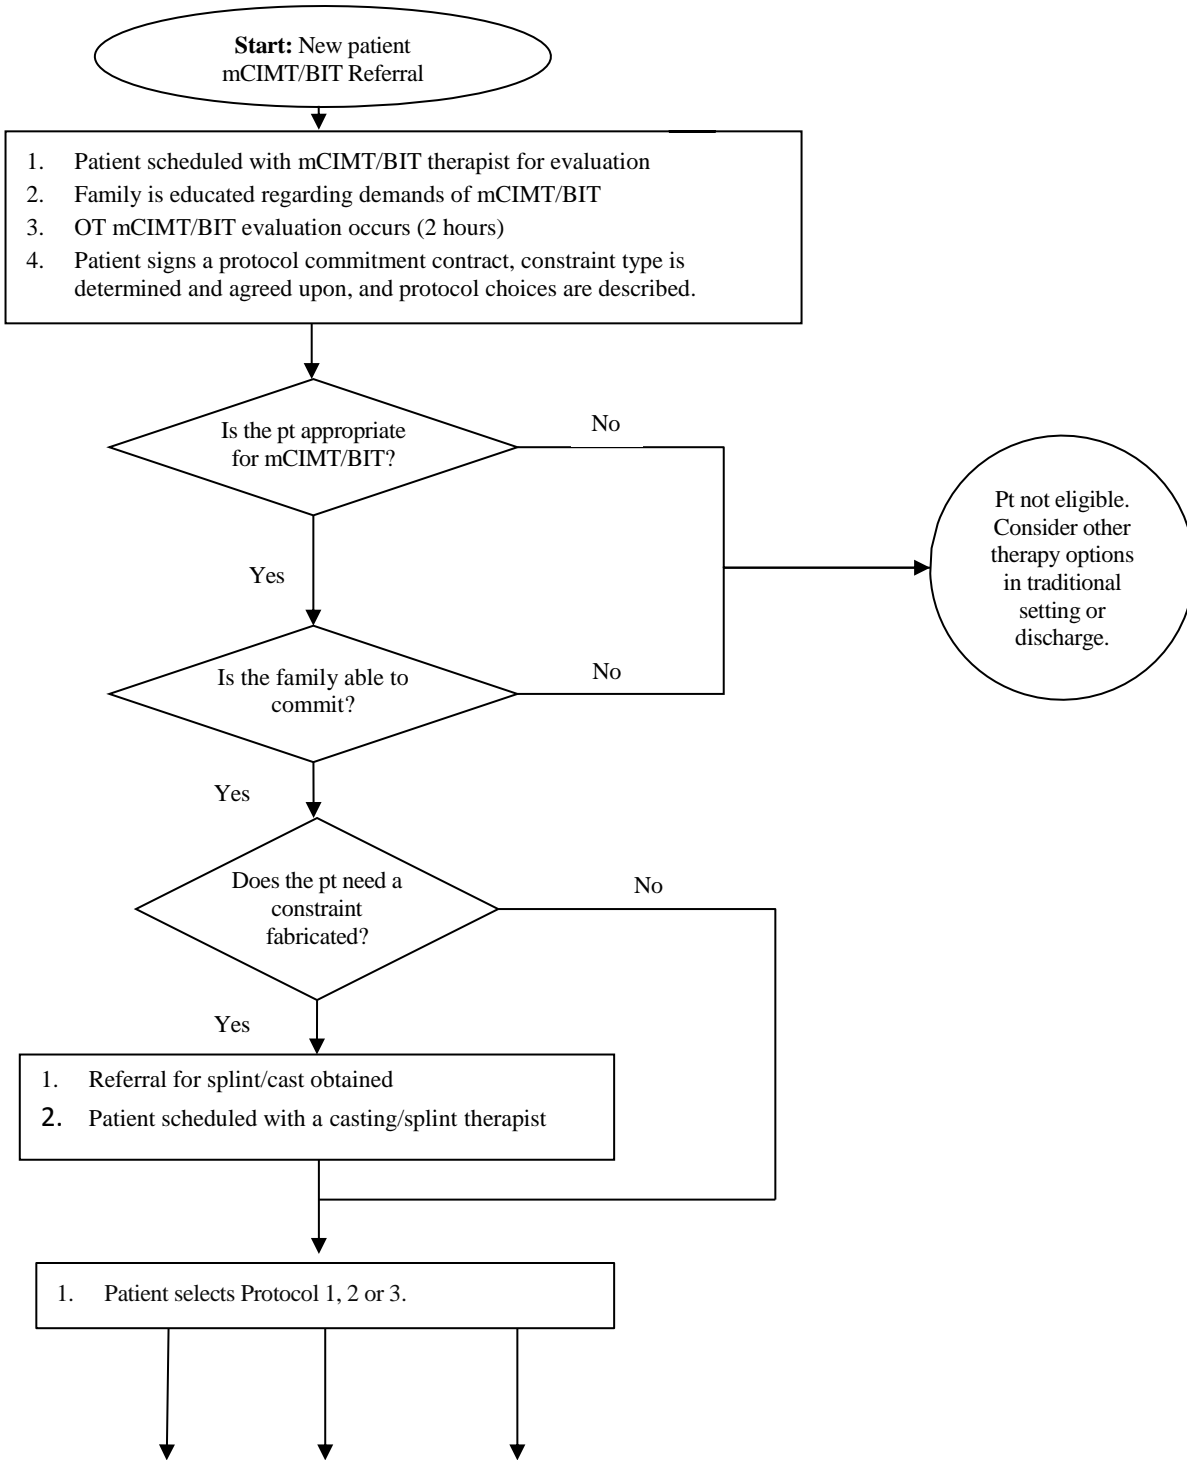 Start: New patient
mCIMT/BIT Referral
1. Patient scheduled with mCIMT/BIT therapist for evaluation
2. Family is educated regarding demands of mCIMT/BIT
3. OT mCIMT/BIT evaluation occurs (2 hours)
4. Patient signs a protocol commitment contract, constraint type is
determined and agreed upon, and protocol choices are described.
Is the pt appropriate
for mCIMT/BIT?
No
Yes
Pt not eligible.
Consider other
therapy options
in traditional
setting or
discharge.
Is the family able to
commit?
No
Yes
Does the pt need a
constraint
fabricated?
No
Yes
1. Referral for splint/cast obtained
2. Patient scheduled with a casting/splint therapist
1. Patient selects Protocol 1, 2 or 3.